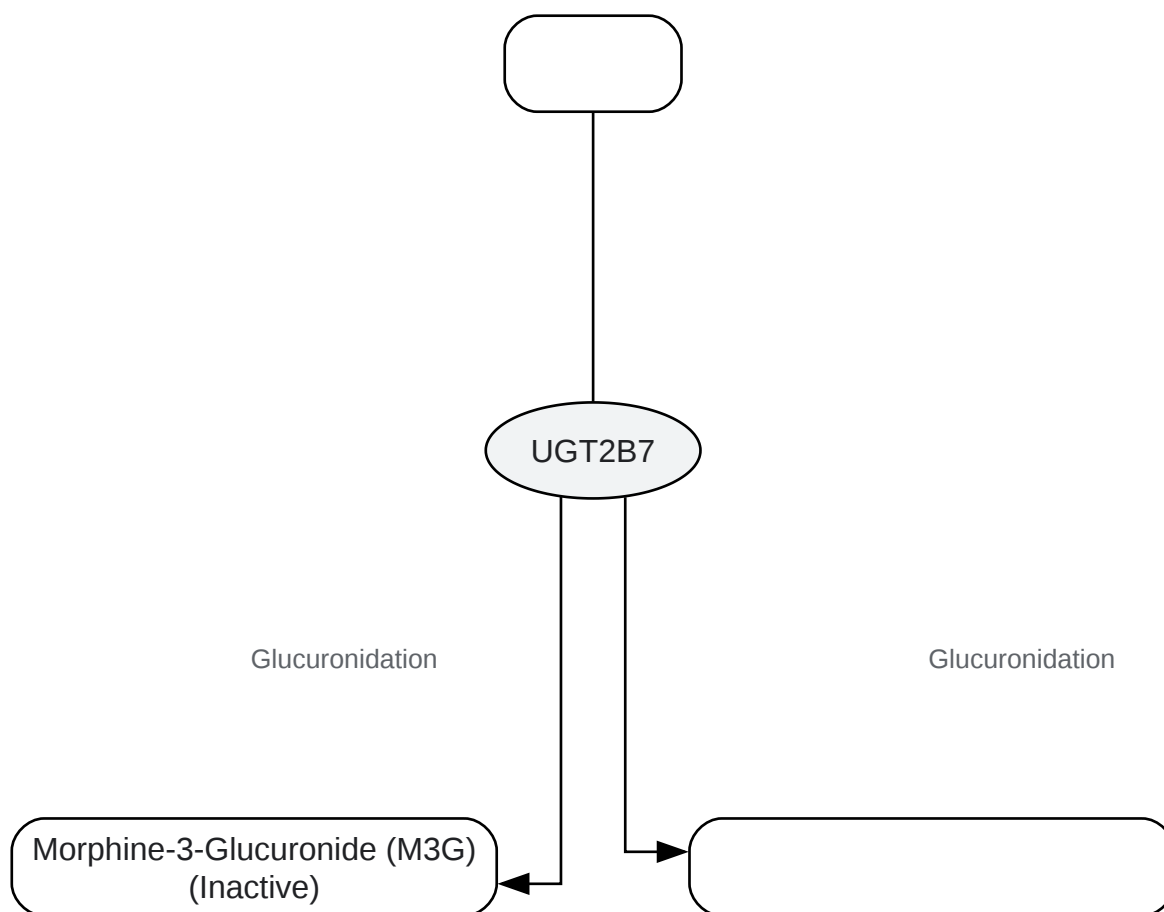 UGT2B7
Glucuronidation
Glucuronidation
Morphine-3-Glucuronide (M3G)
(Inactive)